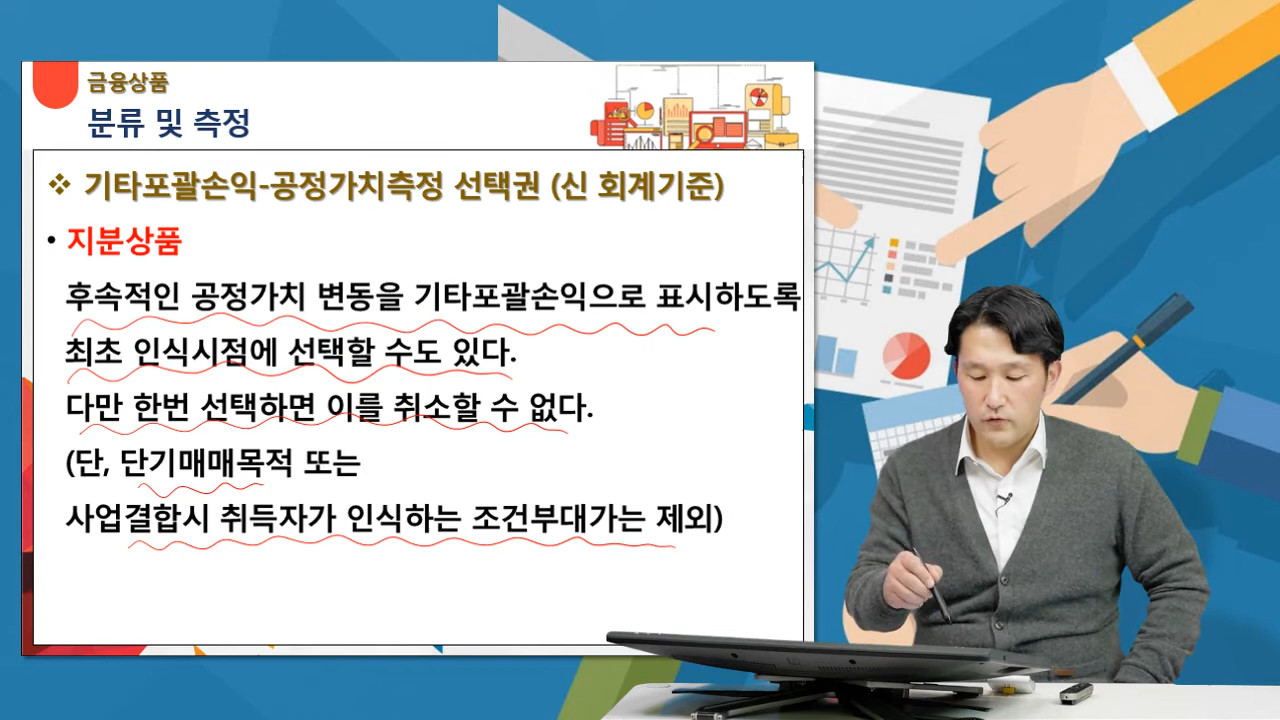 금융상품
분류 및 측정
❖ 기타포괄손익-공정가치측정 선택권 (신 회계기준)
• 지분상품
후속적인 공정가치 변동을 기타포괄손익으로 표시하도록
최초 인식시점에 선택할 수도 있다.
다만 한번 선택하면 이를 취소할 수 없다.
(단, 단기매매목적 또는
사업결합시 취득자가 인식하는 조건부대가는 제외)